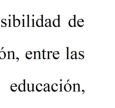 sibilidad de
ón, entre las
educación,